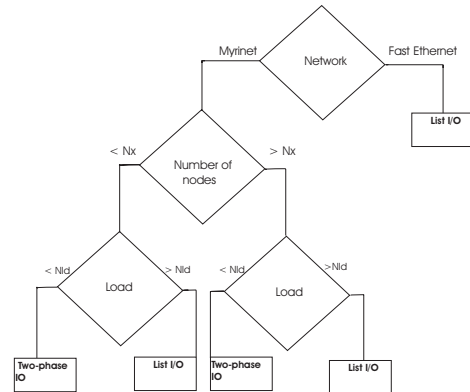 Myrinet
Network
Fast Ethernet
List I/O
< Nx
Number of
nodes
> Nx
< Nld
Load
> Nld
< Nld
Load
>Nld
Two-phase
IO
List I/O
Two-phase
IO
List I/O